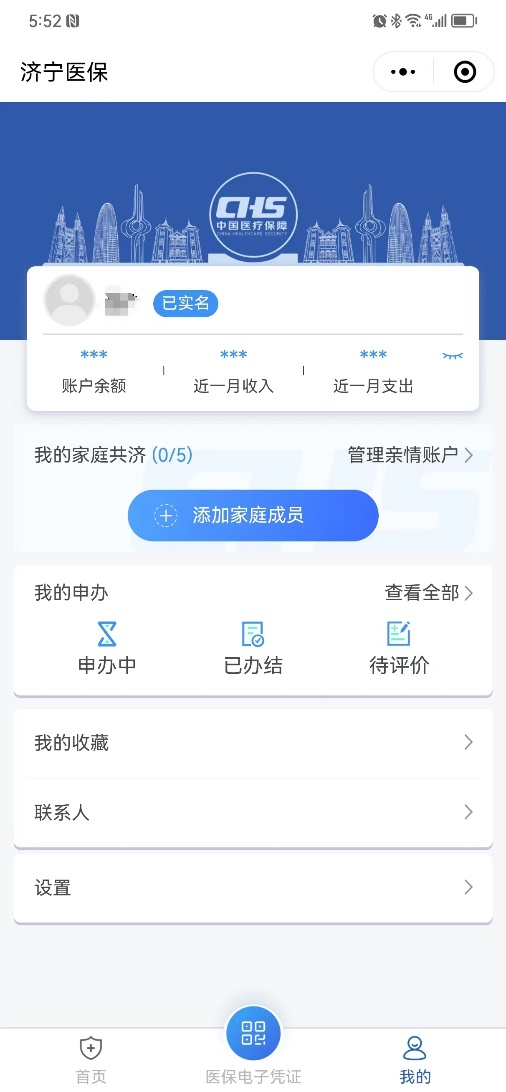 5:52
4G
济宁医保
CHS
中国医疗保障
CHINA HEALTHCARE SECURITY
已实名
*** *** ***
账户余额 近一月收入 近一月支出
我的家庭共济 (0/5) 管理亲情账户
添加家庭成员
我的申办 查看全部
申办中 已办结 待评价
我的收藏
联系人
设置
首页 医保电子凭证 我的